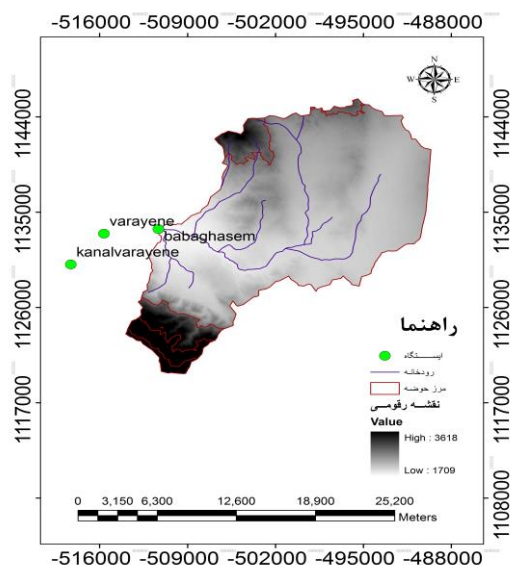 -516000 -509000 -502000 -495000 -488000
N
W E
S
1144000 1144000
1135000 1135000
1126000 1126000
1117000 1117000
1108000 1108000
varayene
babaghasem
kanalvarayene
راهنما
ایستگاه
رودخانه
مرز حوضه
نقشه رقومی
Value
High : 3618
Low : 1709
0 3,150 6,300 12,600 18,900 25,200
Meters
-516000 -509000 -502000 -495000 -488000